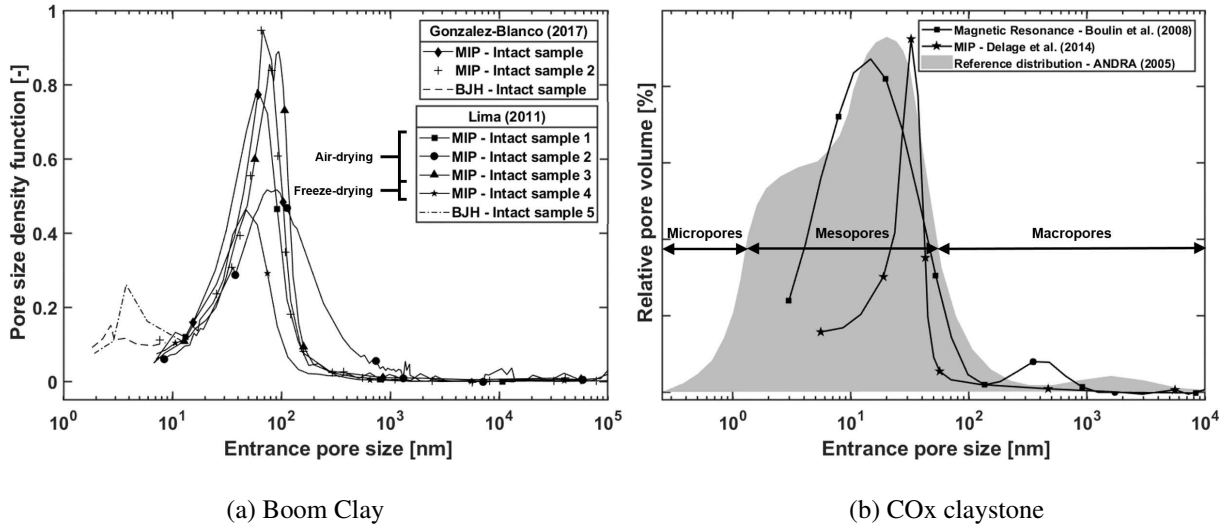 Pore size density function [-]
1
0.8
0.6
0.4
0.2
0
10^0
10^1
10^2
10^3
10^4
10^5
Entrance pore size [nm]
Gonzalez-Blanco (2017)
MIP - Intact sample
MIP - Intact sample 2
BJH - Intact sample
Lima (2011)
MIP - Intact sample 1
MIP - Intact sample 2
MIP - Intact sample 3
MIP - Intact sample 4
BJH - Intact sample 5
Air-drying
Freeze-drying
(a) Boom Clay
Relative pore volume [%]
Magnetic Resonance - Boulin et al. (2008)
MIP - Delage et al. (2014)
Reference distribution - ANDRA (2005)
Micropores
Mesopores
Macropores
10^0
10^1
10^2
10^3
10^4
Entrance pore size [nm]
(b) COx claystone